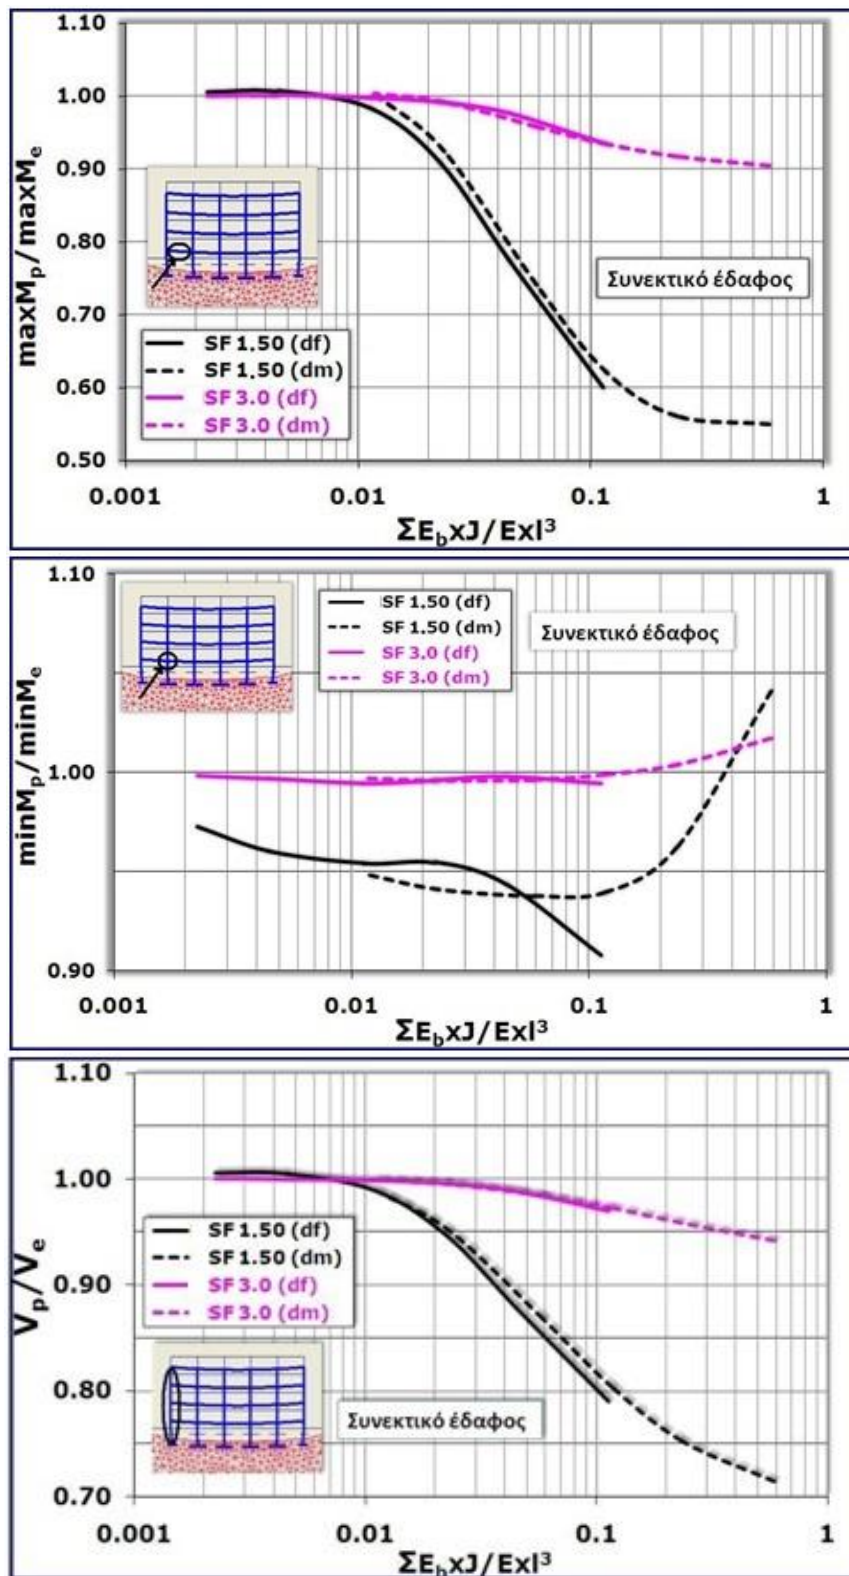 1.10
1.00
0.90
0.80
0.70
0.60
0.50
maxMp/maxMe
Συνεκτικό έδαφος
SF 1.50 (df)
SF 1.50 (dm)
SF 3.0 (df)
SF 3.0 (dm)
0.001 0.01 0.1 1
ΣEbxJ/Exl³
1.10
1.00
0.90
minMp/minMe
SF 1.50 (df)
SF 1.50 (dm)
SF 3.0 (df)
SF 3.0 (dm)
Συνεκτικό έδαφος
0.001 0.01 0.1 1
ΣEbxJ/Exl³
1.10
1.00
0.90
0.80
0.70
Vp/Ve
SF 1.50 (df)
SF 1.50 (dm)
SF 3.0 (df)
SF 3.0 (dm)
Συνεκτικό έδαφος
0.001 0.01 0.1 1
ΣEbxJ/Exl³